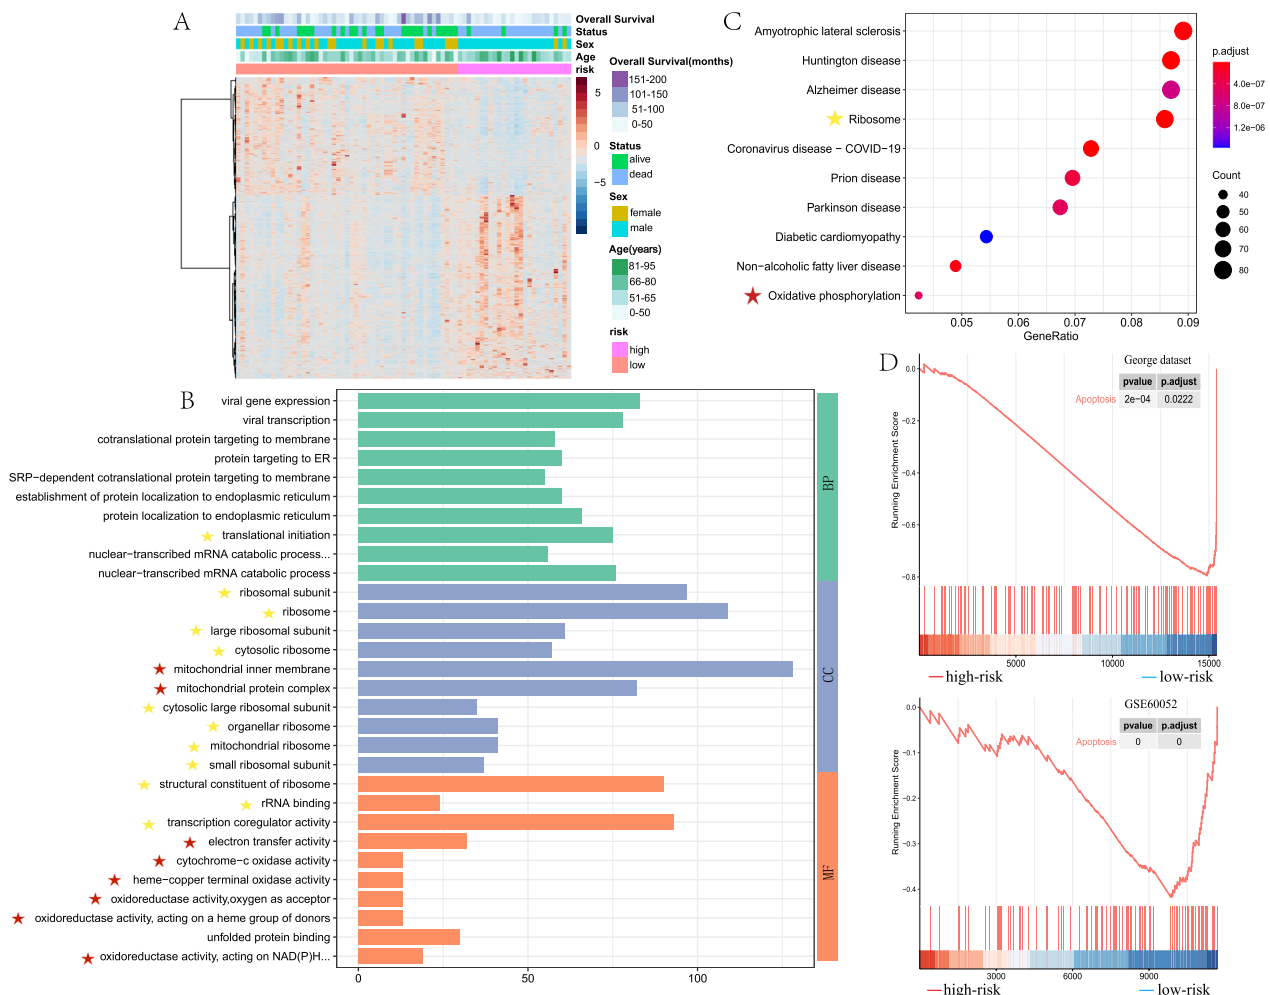 A
Overall Survival
Status
Sex
Age
risk
5
0
−5
Overall Survival(months)
151-200
101-150
51-100
0-50
Status
alive
dead
Sex
female
male
Age(years)
81-95
66-80
51-65
0-50
risk
high
low
B
viral gene expression
viral transcription
cotranslational protein targeting to membrane
protein targeting to ER
SRP−dependent cotranslational protein targeting to membrane
establishment of protein localization to endoplasmic reticulum
protein localization to endoplasmic reticulum
translational initiation
nuclear−transcribed mRNA catabolic process...
nuclear−transcribed mRNA catabolic process
ribosomal subunit
ribosome
large ribosomal subunit
cytosolic ribosome
mitochondrial inner membrane
mitochondrial protein complex
cytosolic large ribosomal subunit
organellar ribosome
mitochondrial ribosome
small ribosomal subunit
structural constituent of ribosome
rRNA binding
transcription coregulator activity
electron transfer activity
cytochrome−c oxidase activity
heme−copper terminal oxidase activity
oxidoreductase activity,oxygen as acceptor
oxidoreductase activity, acting on a heme group of donors
unfolded protein binding
oxidoreductase activity, acting on NAD(P)H...
0 50 100
BP
CC
MF
C
Amyotrophic lateral sclerosis
Huntington disease
Alzheimer disease
Ribosome
Coronavirus disease − COVID−19
Prion disease
Parkinson disease
Diabetic cardiomyopathy
Non−alcoholic fatty liver disease
Oxidative phosphorylation
0.05 0.06 0.07 0.08 0.09
GeneRatio
p.adjust
4.0e−07
8.0e−07
1.2e−06
Count
40
50
60
70
80
D
George dataset
pvalue p.adjust
Apoptosis 2e−04 0.0222
Running Enrichment Score
0.0
−0.2
−0.4
−0.6
−0.8
5000 10000 15000
high-risk low-risk
GSE60052
pvalue p.adjust
Apoptosis 0 0
Running Enrichment Score
0.0
−0.1
−0.2
−0.3
−0.4
3000 6000 9000
high-risk low-risk